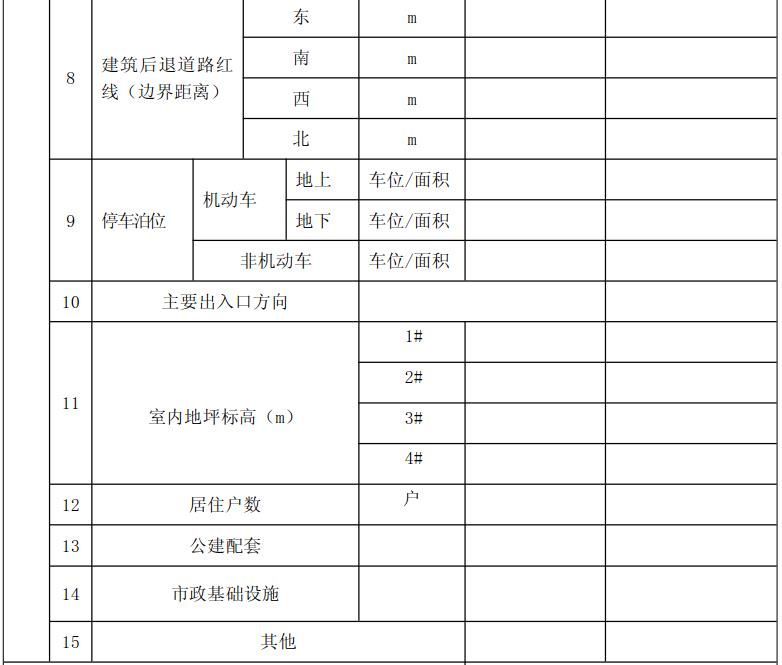 东 m
8 建筑后退道路红
线（边界距离）
南 m
西 m
北 m
9 停车泊位 机动车 地上 车位/面积
地下 车位/面积
非机动车 车位/面积
10 主要出入口方向
11 室内地坪标高（m） 1#
2#
3#
4#
12 居住户数 户
13 公建配套
14 市政基础设施
15 其他